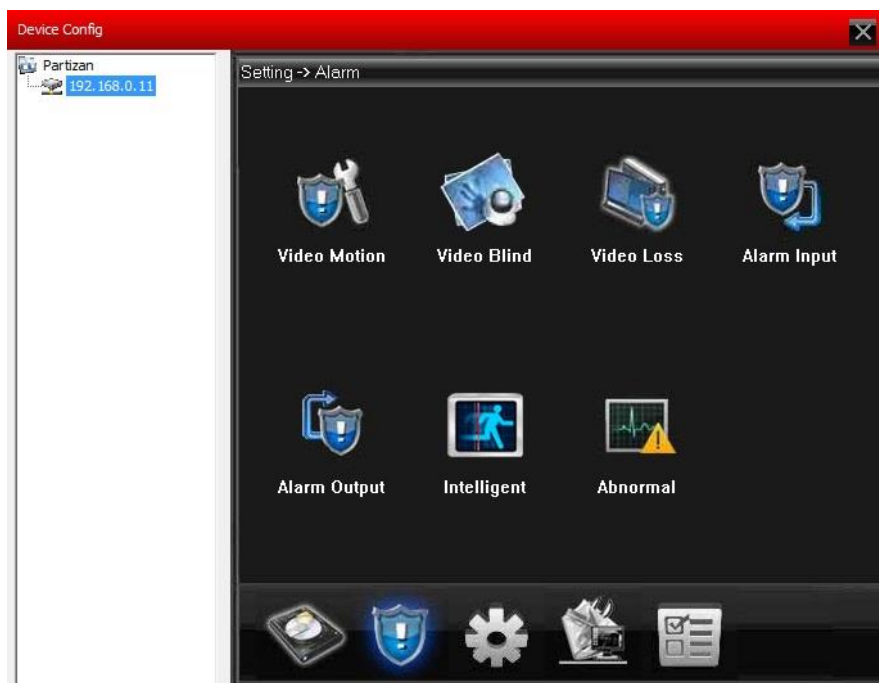 Device Config
Partizan
192.168.0.11
Setting -> Alarm
Video Motion
Video Blind
Video Loss
Alarm Input
Alarm Output
Intelligent
Abnormal